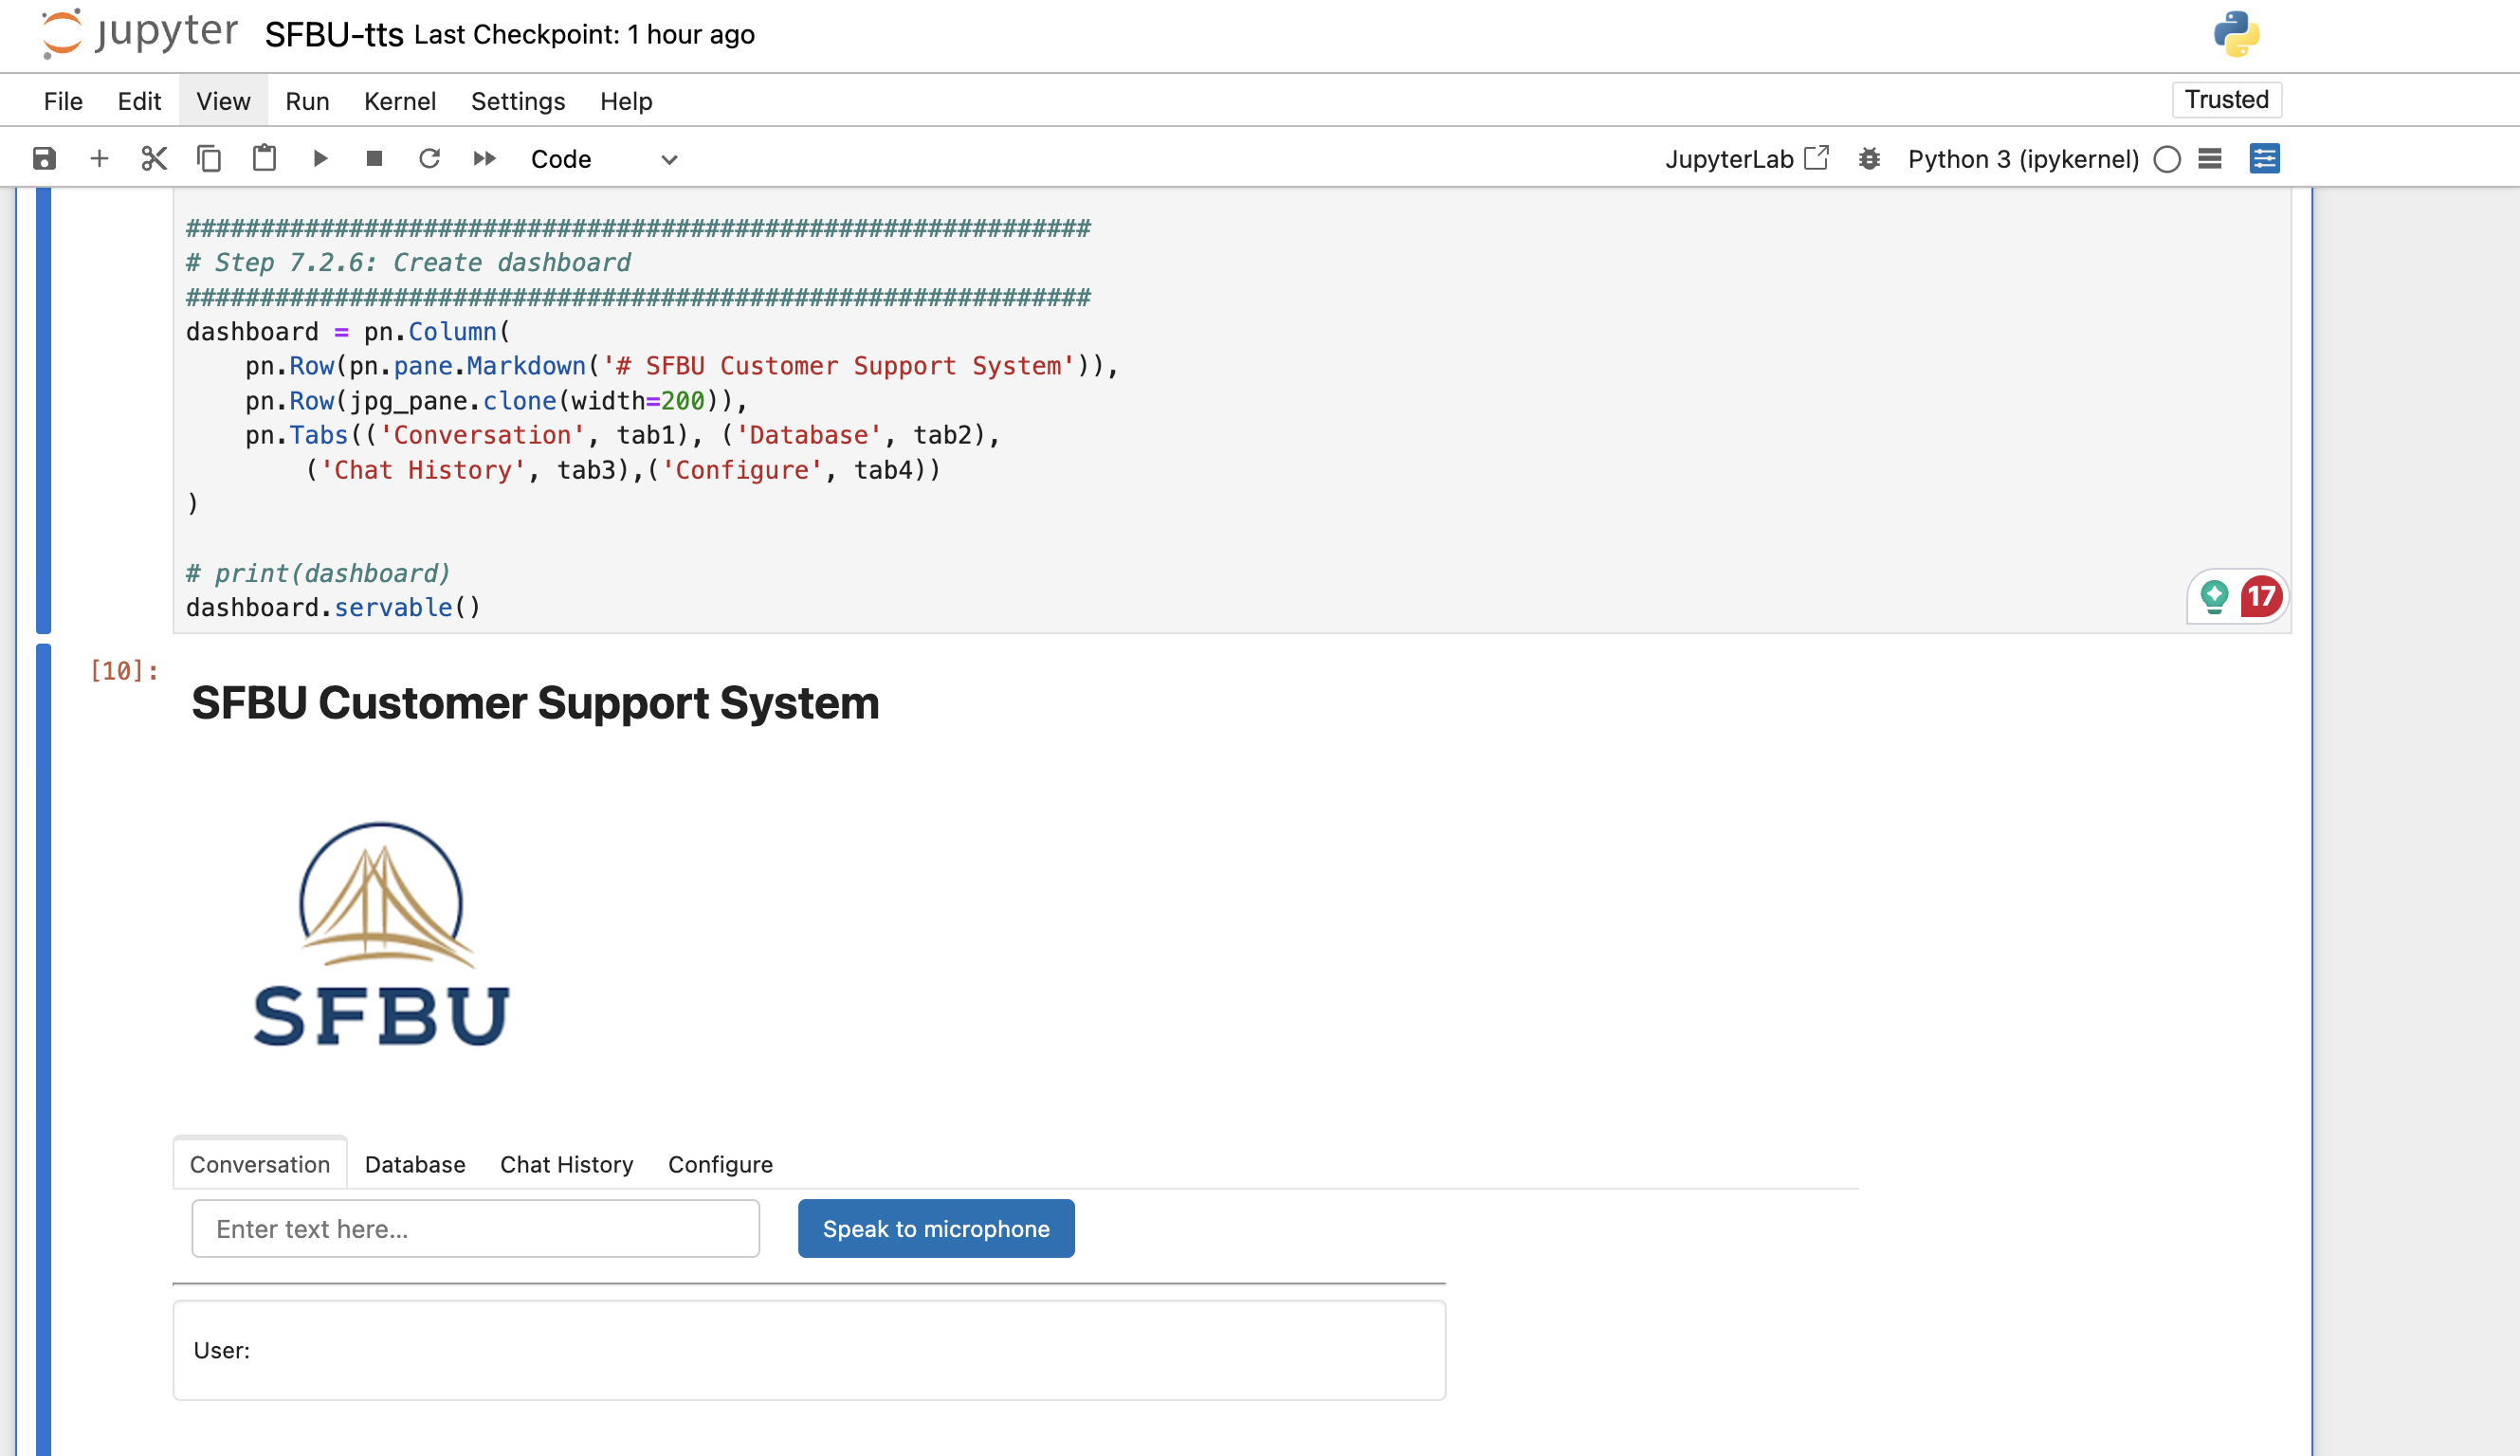 jupyter SFBU-tts Last Checkpoint: 1 hour ago
File Edit View Run Kernel Settings Help Trusted
Code JupyterLab Python 3 (ipykernel)
#############################################################
# Step 7.2.6: Create dashboard
#############################################################
dashboard = pn.Column(
    pn.Row(pn.pane.Markdown('# SFBU Customer Support System')),
    pn.Row(jpg_pane.clone(width=200)),
    pn.Tabs(('Conversation', tab1), ('Database', tab2),
        ('Chat History', tab3),('Configure', tab4))
)
# print(dashboard)
dashboard.servable()
17
[10]:
SFBU Customer Support System
SFBU
Conversation Database Chat History Configure
Enter text here... Speak to microphone
User: